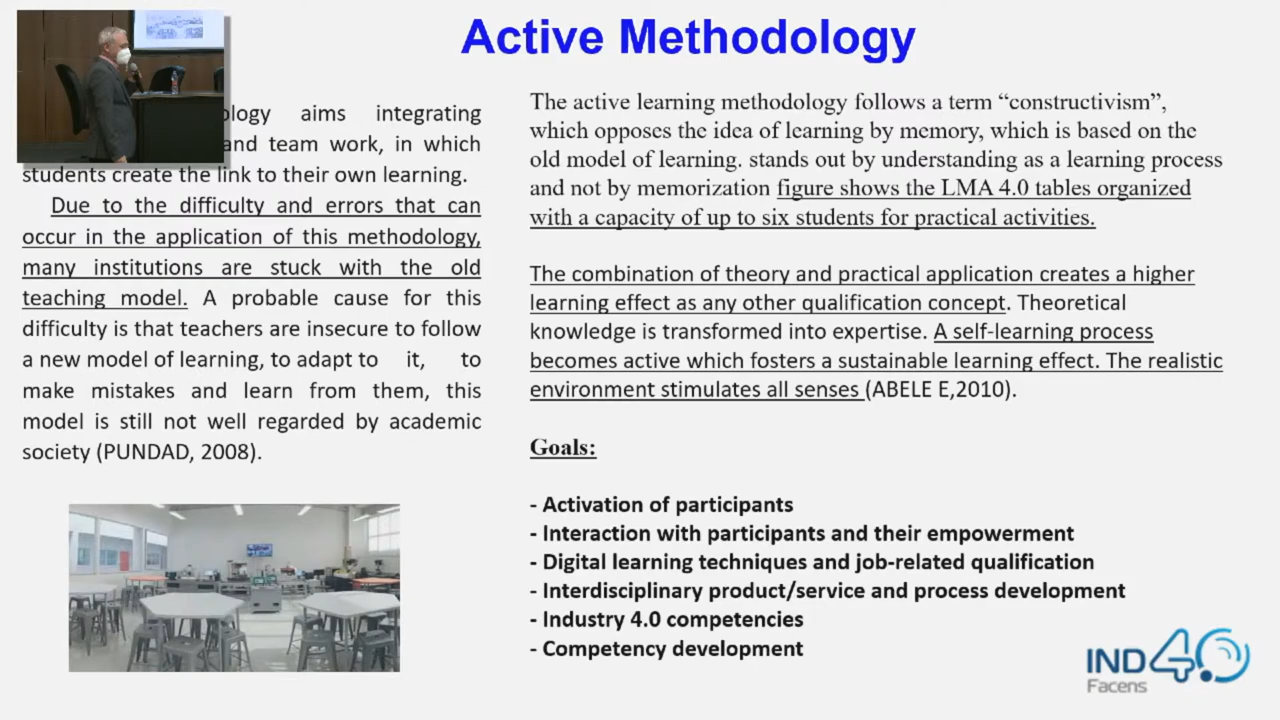 Active Methodology
ology aims integrating
and team work, in which
students create the link to their own learning.
Due to the difficulty and errors that can
occur in the application of this methodology,
many institutions are stuck with the old
teaching model. A probable cause for this
difficulty is that teachers are insecure to follow
a new model of learning, to adapt to it, to
make mistakes and learn from them, this
model is still not well regarded by academic
society (PUNDAD, 2008).
The active learning methodology follows a term “constructivism”,
which opposes the idea of learning by memory, which is based on the
old model of learning. stands out by understanding as a learning process
and not by memorization figure shows the LMA 4.0 tables organized
with a capacity of up to six students for practical activities.
The combination of theory and practical application creates a higher
learning effect as any other qualification concept. Theoretical
knowledge is transformed into expertise. A self-learning process
becomes active which fosters a sustainable learning effect. The realistic
environment stimulates all senses (ABELE E,2010).
Goals:
- Activation of participants
- Interaction with participants and their empowerment
- Digital learning techniques and job-related qualification
- Interdisciplinary product/service and process development
- Industry 4.0 competencies
- Competency development
IND 4.0
Facens